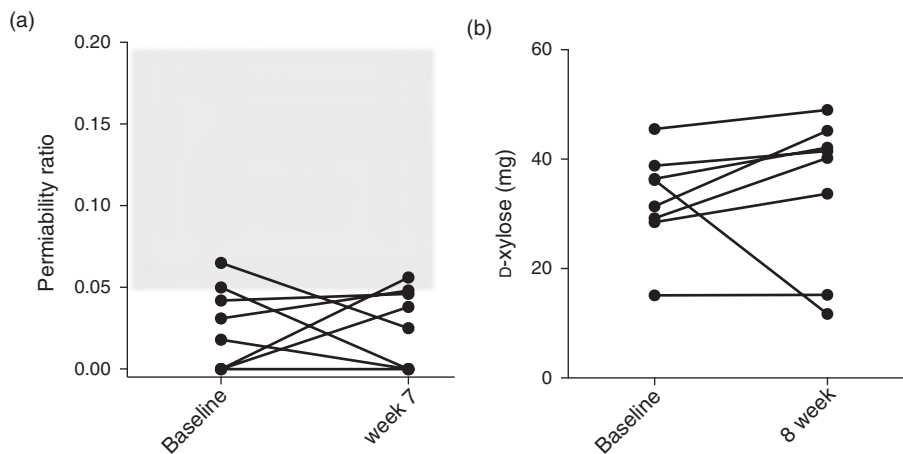 (a)
Permiability ratio
0.20
0.15
0.10
0.05
0.00
Baseline
week 7
(b)
D-xylose (mg)
60
40
20
0
Baseline
8 week